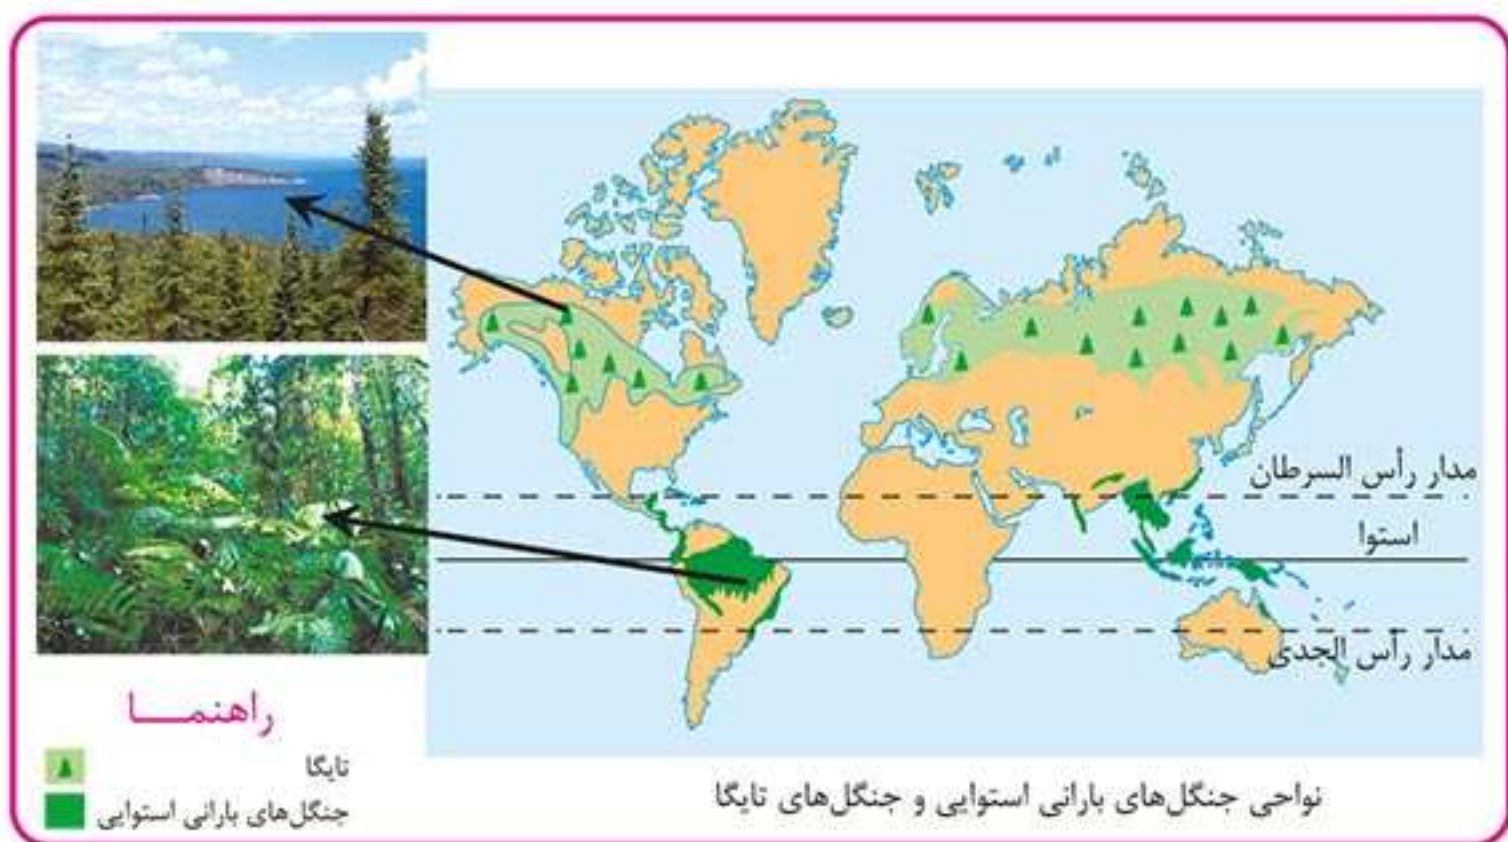 مدار رأس السرطان
استوا
مدار رأس الجدی
راهنمـــا
تایگا
جنگل‌های بارانی استوایی
نواحی جنگل‌های بارانی استوایی و جنگل‌های تایگا